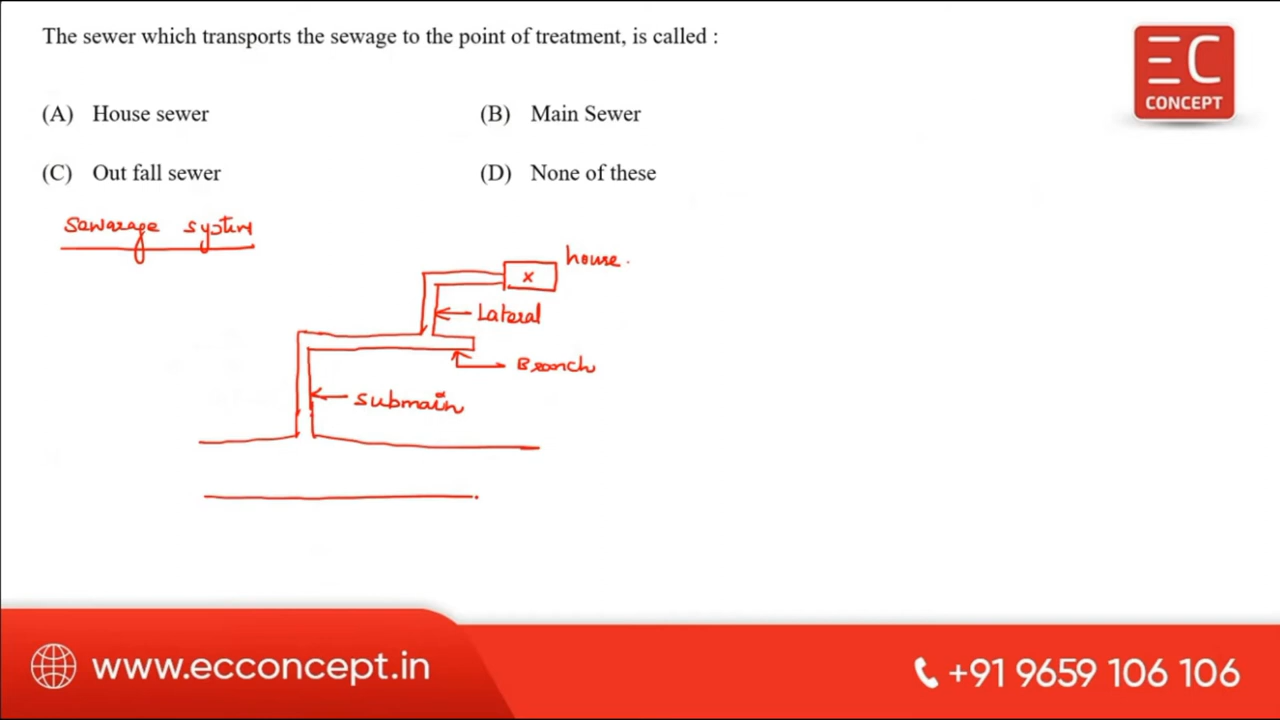 The sewer which transports the sewage to the point of treatment, is called :
EC
CONCEPT
(A) House sewer
(B) Main Sewer
(C) Out fall sewer
(D) None of these
Sewarage system
house.
x
Lateral
Branch
submain
www.ecconcept.in
+91 9659 106 106